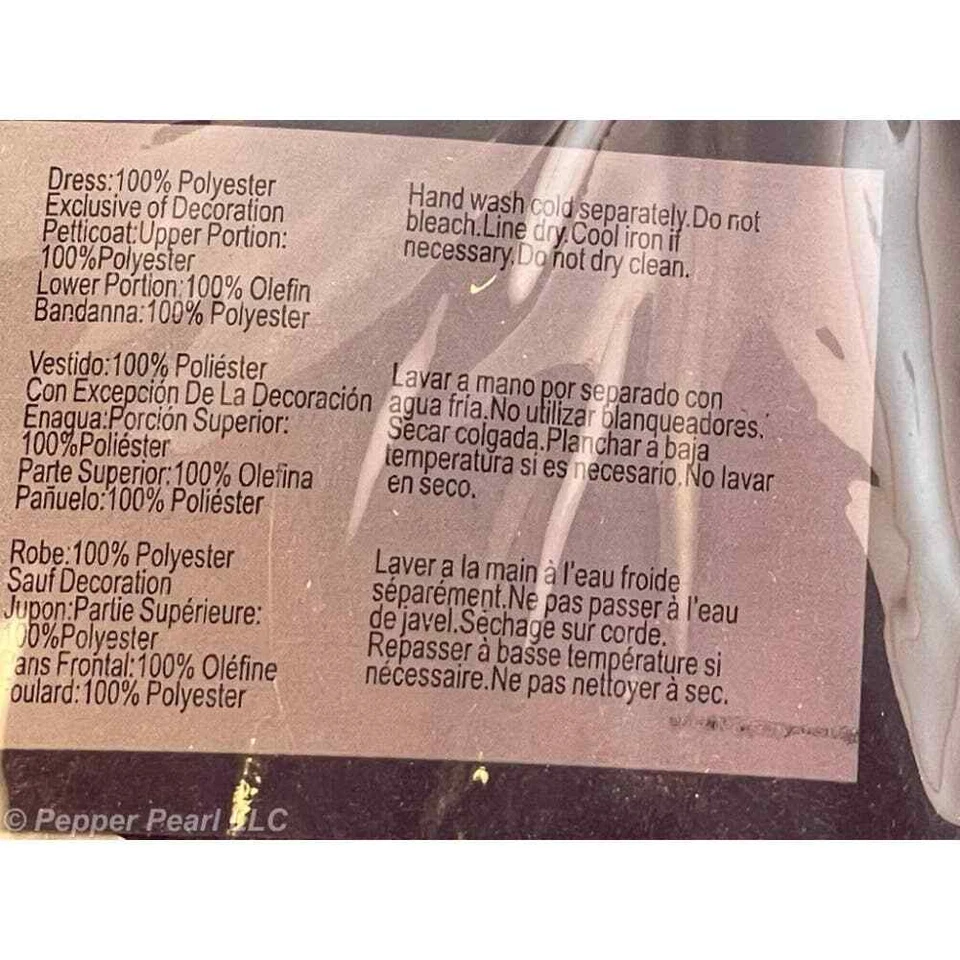 Dress:100% Polyester
Exclusive of Decoration
Petticoat:Upper Portion:
100%Polyester
Lower Portion:100% Olefin
Bandanna:100% Polyester
Hand wash cold separately.Do not
bleach.Line dry.Cool iron if
necessary.Do not dry clean.
Vestido:100% Poliéster
Con Excepción De La Decoración
Enagua:Porción Superior:
100%Poliéster
Parte Superior:100% Olefina
Pañuelo:100% Poliéster
Lavar a mano por separado con
agua fría.No utilizar blanqueadores.
Secar colgada.Planchar a baja
temperatura si es necesario.No lavar
en seco.
Robe:100% Polyester
Sauf Decoration
Jupon:Partie Supérieure:
00%Polyester
ans Frontal:100% Oléfine
oulard:100% Polyester
Laver a la main à l'eau froide
séparément.Ne pas passer à l'eau
de javel.Sèchage sur corde.
Repasser à basse température si
nécessaire.Ne pas nettoyer à sec.
© Pepper Pearl LLC